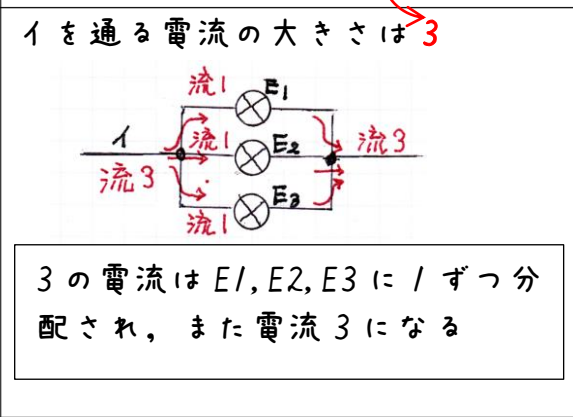 イを通る電流の大きさは3
流1 E1
イ 流1 E2 流3
流3
流1 E3
3の電流はE1,E2,E3に1ずつ分
配され，また電流3になる